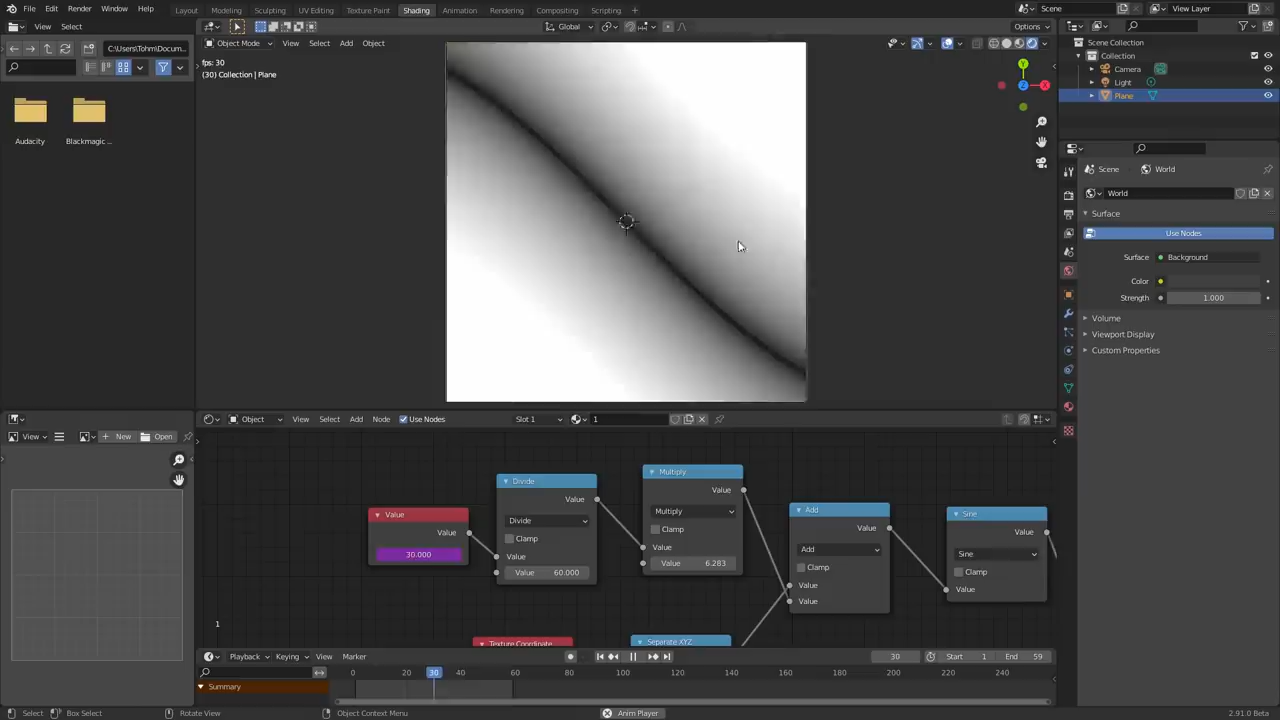 File Edit Render Window Help
Layout Modeling Sculpting UV Editing Texture Paint Shading Animation Rendering Compositing Scripting
Scene View Layer
View Select
Global Options
C:\Users\Tohm\Docum...
Object Mode View Select Add Object
Scene Collection
Collection
Camera
Light
Plane
fps: 30
(30) Collection | Plane
Y
Z
X
Audacity Blackmagic ...
Scene World
World
Surface
Use Nodes
Surface Background
Color
Strength 1.000
Volume
Viewport Display
Custom Properties
Object View Select Add Node Use Nodes Slot 1 1
View New Open
Value
Value
30.000
Divide
Value
Divide
Clamp
Value
Value 60.000
Multiply
Value
Multiply
Clamp
Value
Value 6.283
Add
Value
Add
Clamp
Value
Value
Sine
Value
Sine
Clamp
Value
Texture Coordinate
Separate XYZ
1
Playback Keying View Marker 30 Start 1 End 59
0 20 30 40 60 80 100 120 140 160 180 200 220 240
Summary
Select Box Select Rotate View Object Context Menu Anim Player 2.91.0 Beta